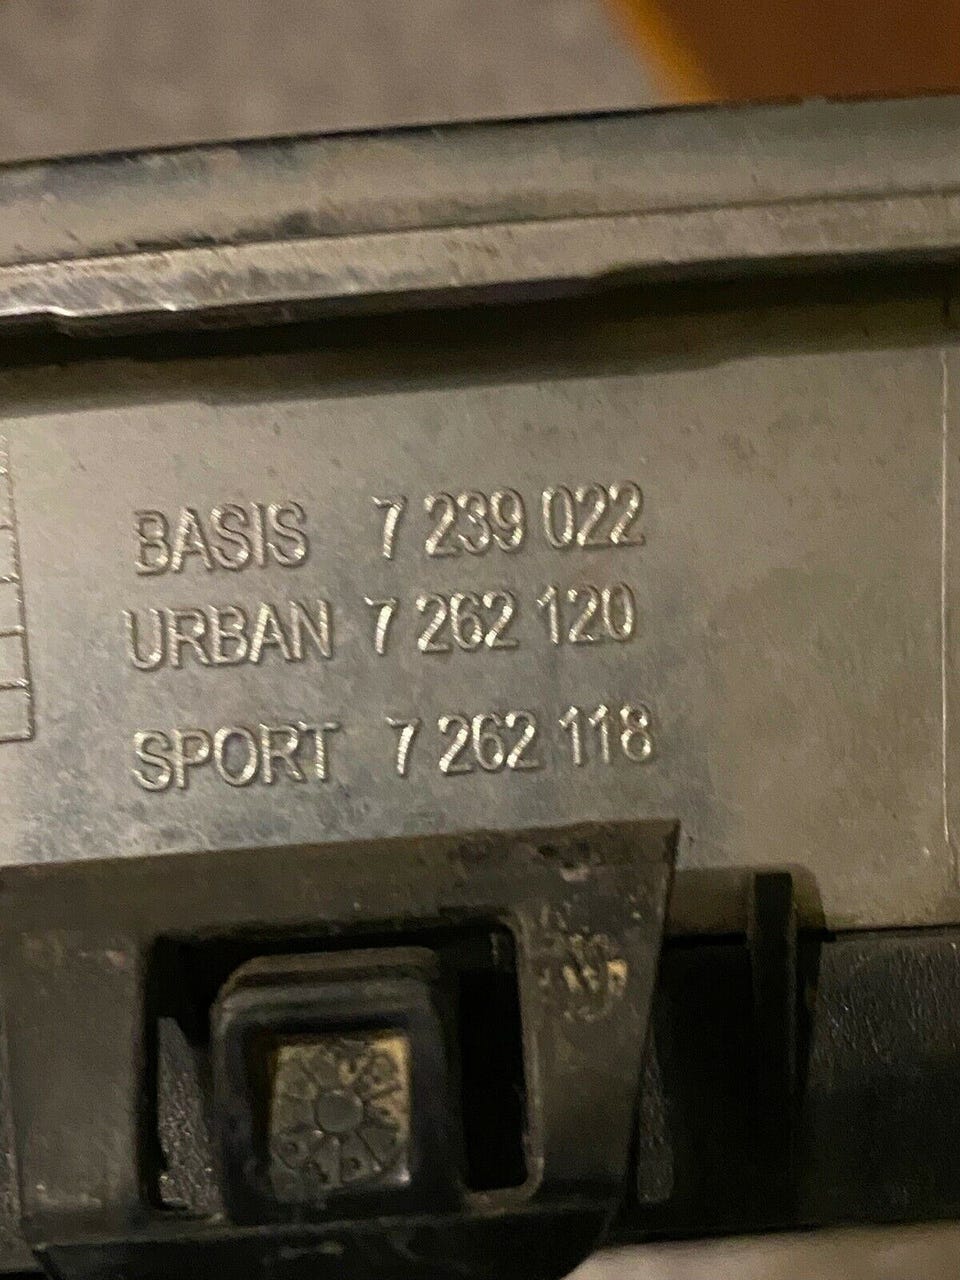 BASIS 7 239 022
URBAN 7 262 120
SPORT 7 262 118